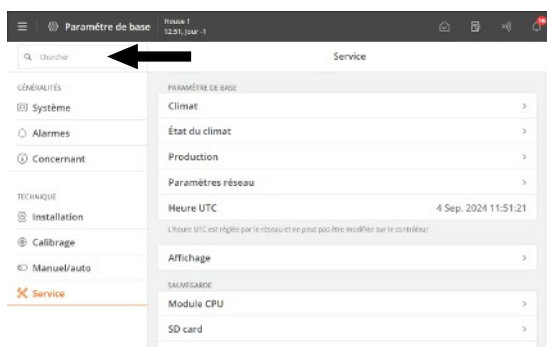 Paramètre de base
House 1
12:51, Jour -1
Chercher
Service
GÉNÉRALITÉS
Système
Alarmes
Concernant
TECHNIQUE
Installation
Calibrage
Manuel/auto
Service
PARAMÈTRE DE BASE
Climat
État du climat
Production
Paramètres réseau
Heure UTC 4 Sep. 2024 11:51:21
L'heure UTC est réglée par le réseau et ne peut pas être modifiée sur le contrôleur
Affichage
SAUVEGARDE
Module CPU
SD card